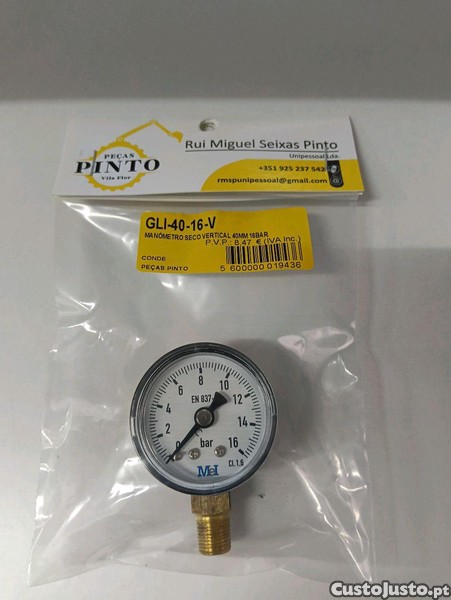 PEÇAS
PINTO
Vila Flor
Rui Miguel Seixas Pinto
Unipessoal Lda.
+351 925 237 542
rmspunipessoal@gmail.com
GLI-40-16-V
MANÓMETRO SECO VERTICAL 40MM 16BAR
P.V.P.: 8,47 € (IVA Inc.)
CONDE
PEÇAS PINTO
5 600000 019436
0 2 4 6 8 10 12 14 16
EN 837-
bar
MeI
Cl. 1,6
CustoJusto.pt